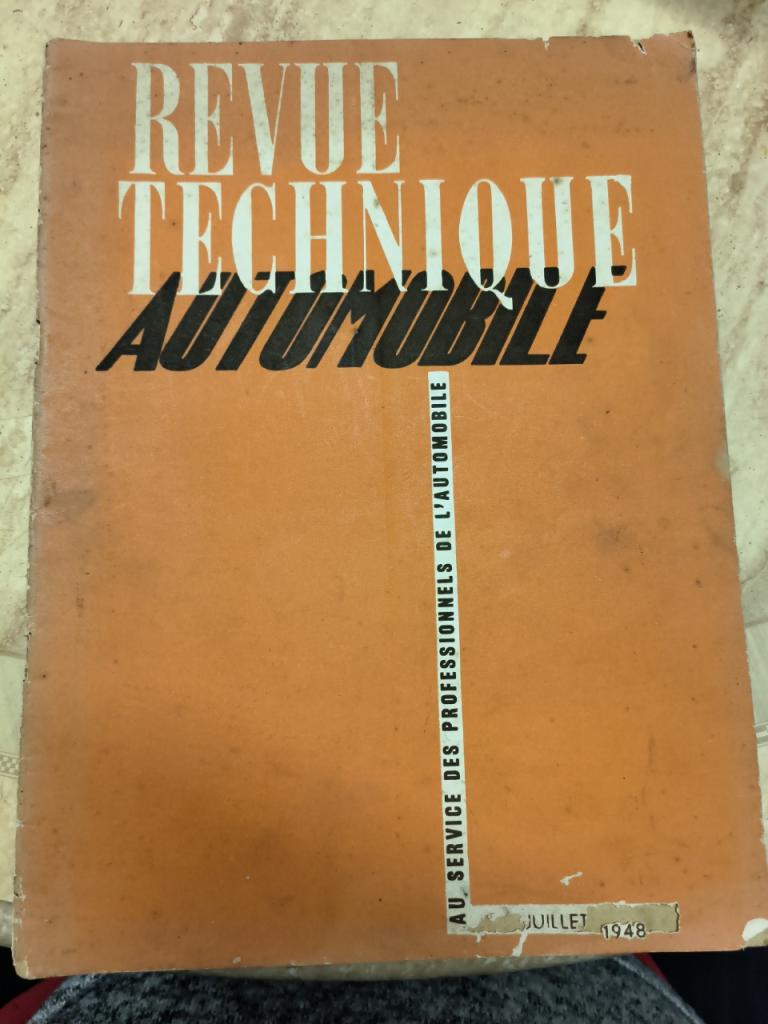 REVUE
TECHNIQUE
AUTOMOBILE
AU SERVICE DES PROFESSIONNELS DE L'AUTOMOBILE
JUILLET 1948